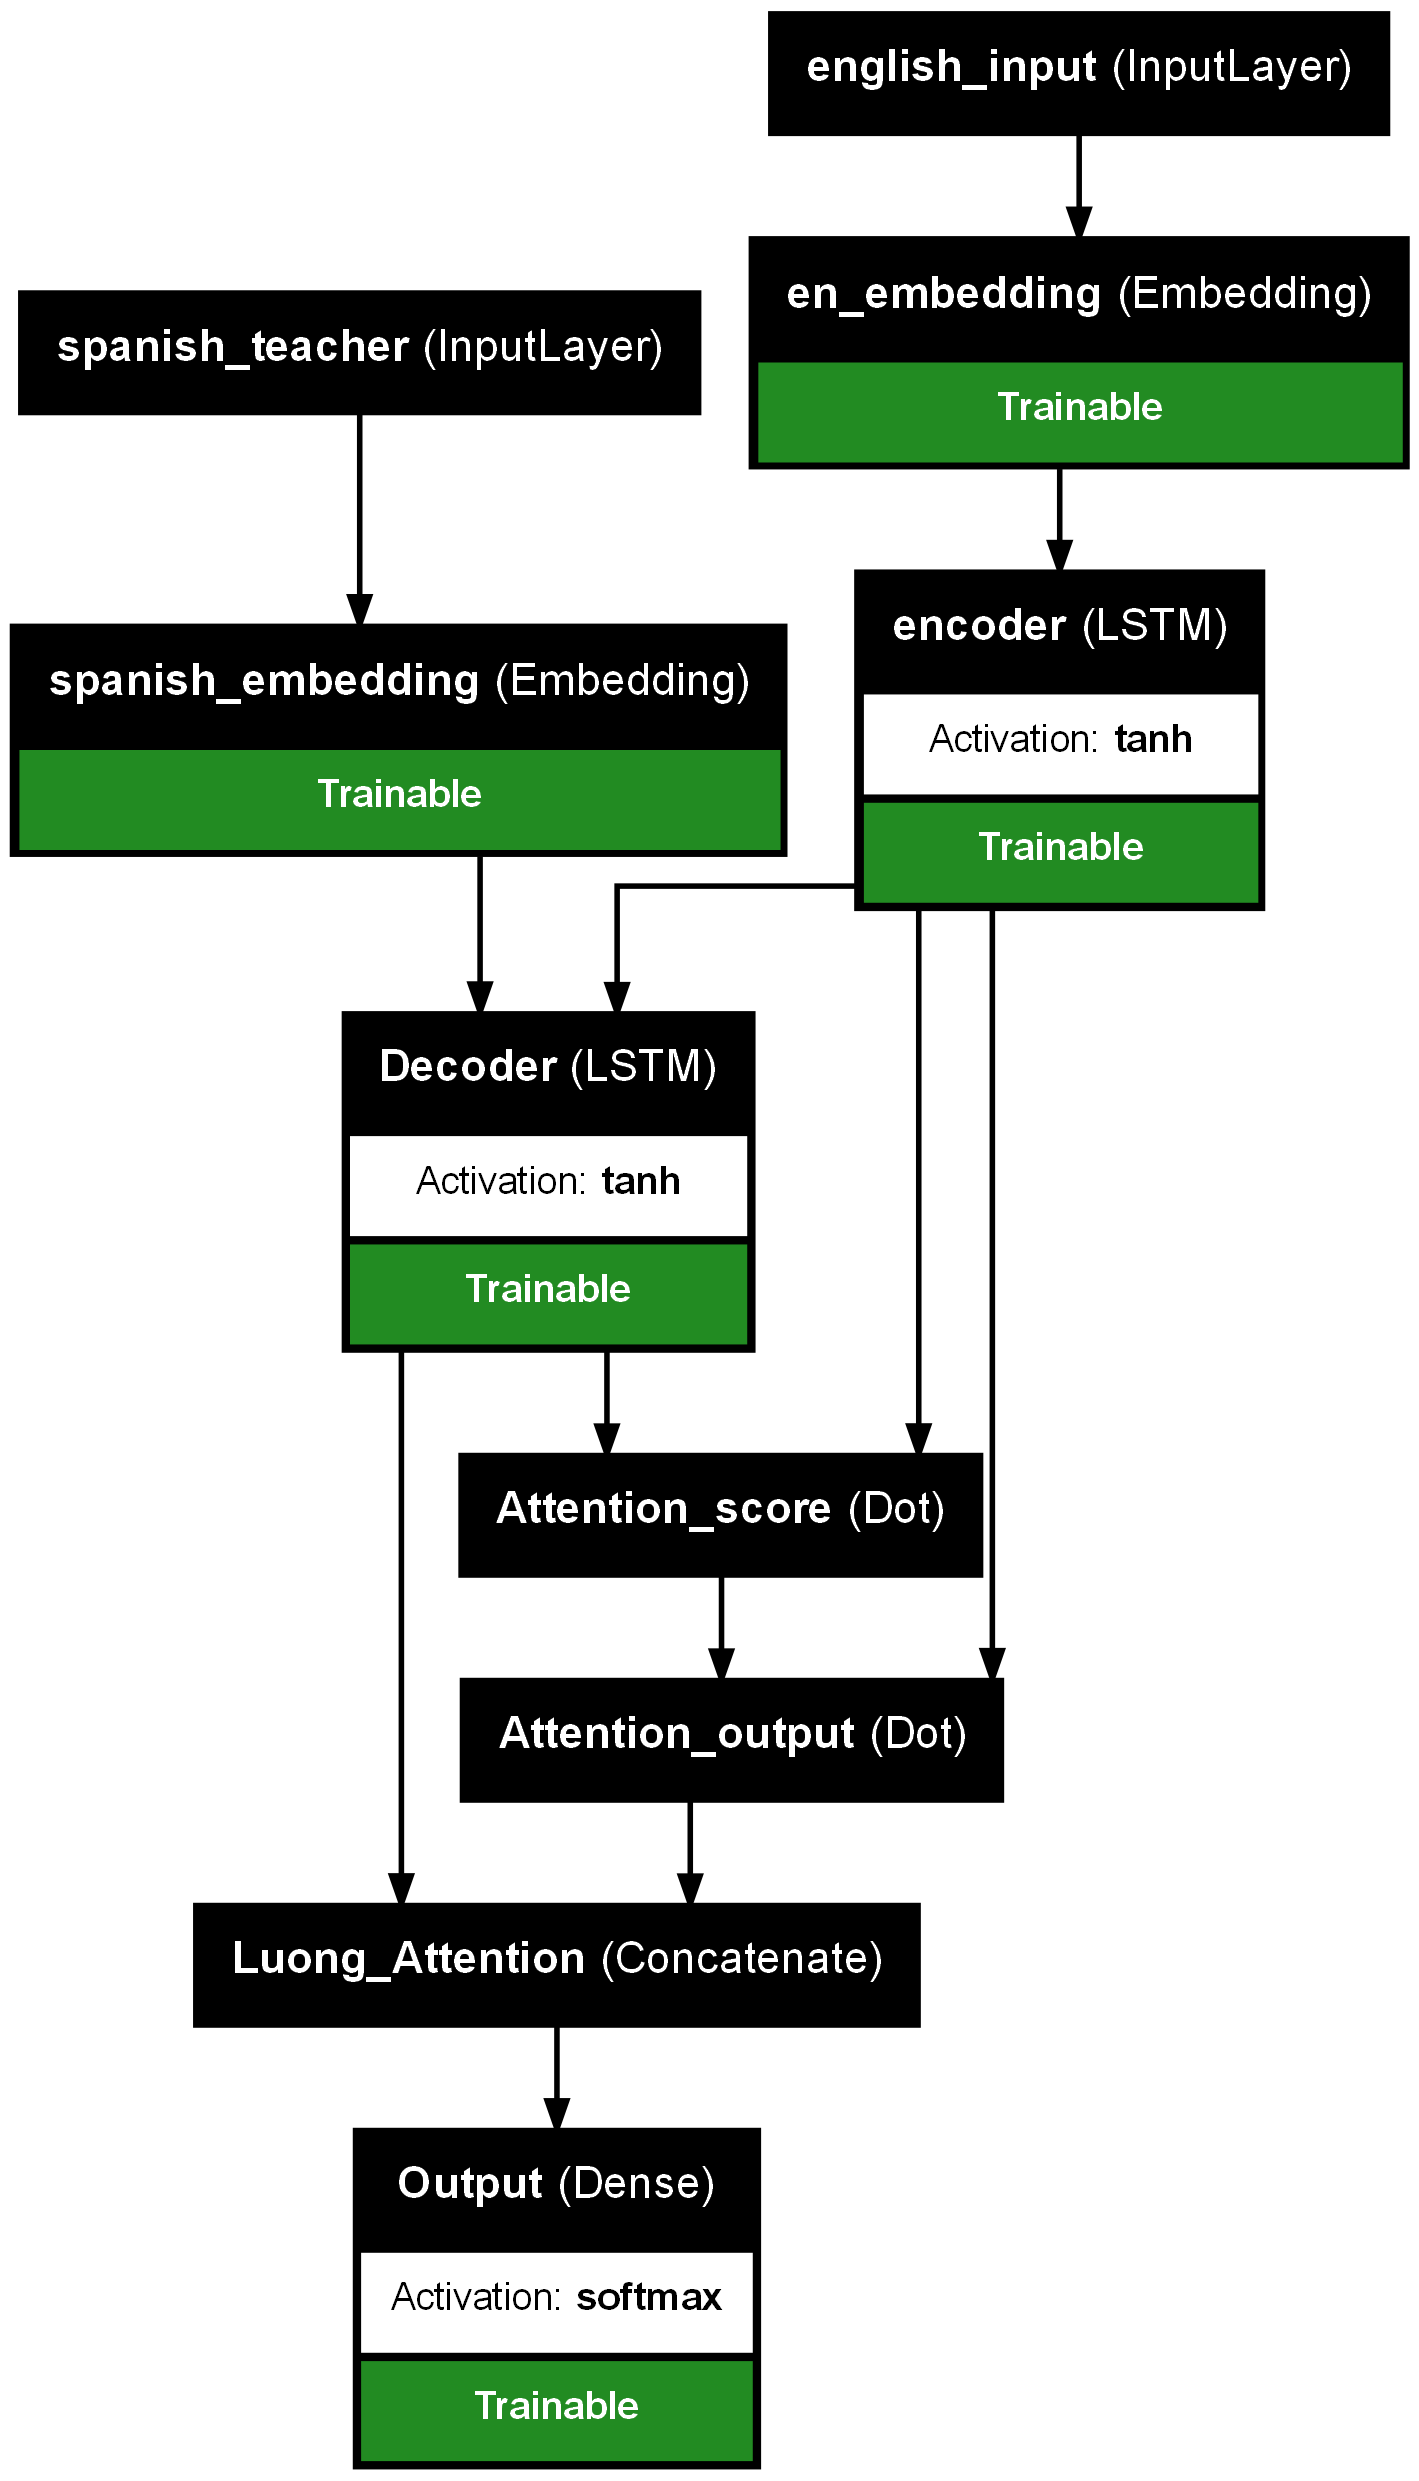 english_input (InputLayer)
en_embedding (Embedding)
Trainable
spanish_teacher (InputLayer)
encoder (LSTM)
Activation: tanh
Trainable
spanish_embedding (Embedding)
Trainable
Decoder (LSTM)
Activation: tanh
Trainable
Attention_score (Dot)
Attention_output (Dot)
Luong_Attention (Concatenate)
Output (Dense)
Activation: softmax
Trainable